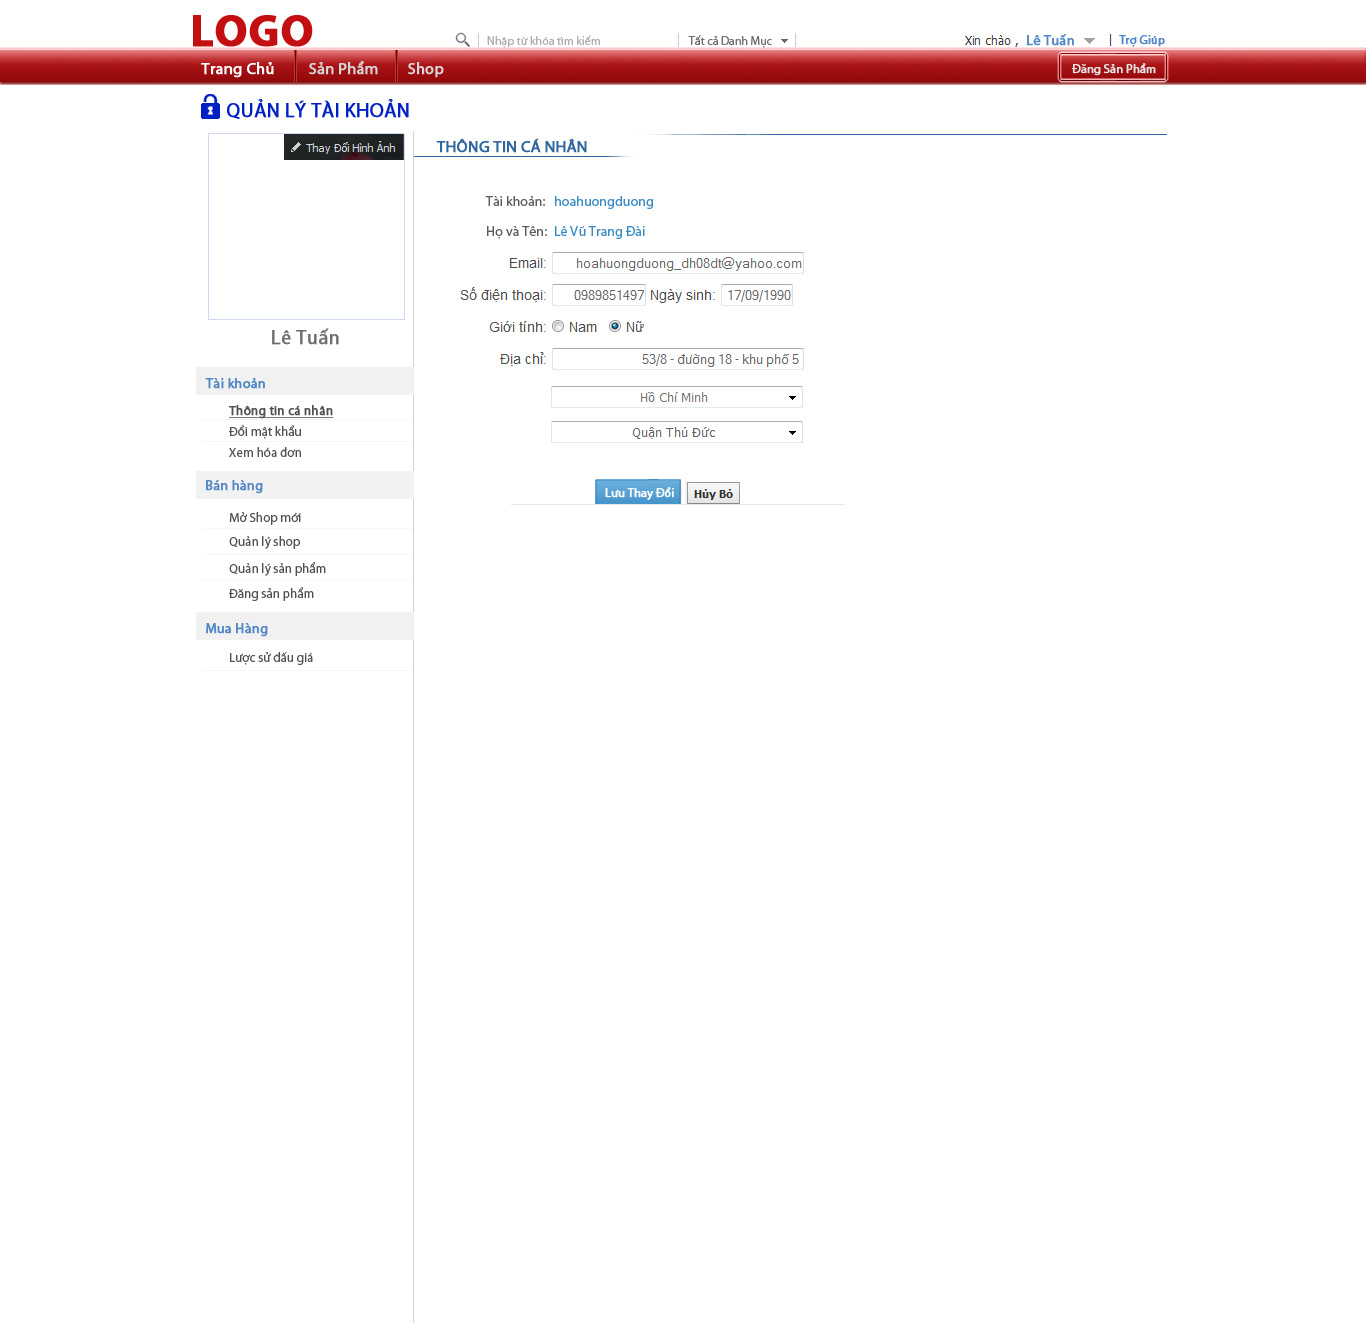 LOGO
Nhập từ khóa tìm kiếm
Tất cả Danh Mục
Xin chào , Lê Tuấn
Trợ Giúp
Trang Chủ
Sản Phẩm
Shop
Đăng Sản Phẩm
QUẢN LÝ TÀI KHOẢN
Thay Đổi Hình Ảnh
Lê Tuấn
Tài khoản
Thông tin cá nhân
Đổi mật khẩu
Xem hóa đơn
Bán hàng
Mở Shop mới
Quản lý shop
Quản lý sản phẩm
Đăng sản phẩm
Mua Hàng
Lược sử đấu giá
THÔNG TIN CÁ NHÂN
Tài khoản: hoahuongduong
Họ và Tên: Lê Vũ Trang Đài
Email: hoahuongduong_dh08dt@yahoo.com
Số điện thoại: 0989851497 Ngày sinh: 17/09/1990
Giới tính: Nam Nữ
Địa chỉ: 53/8 - đường 18 - khu phố 5
Hồ Chí Minh
Quận Thủ Đức
Lưu Thay Đổi
Hủy Bỏ